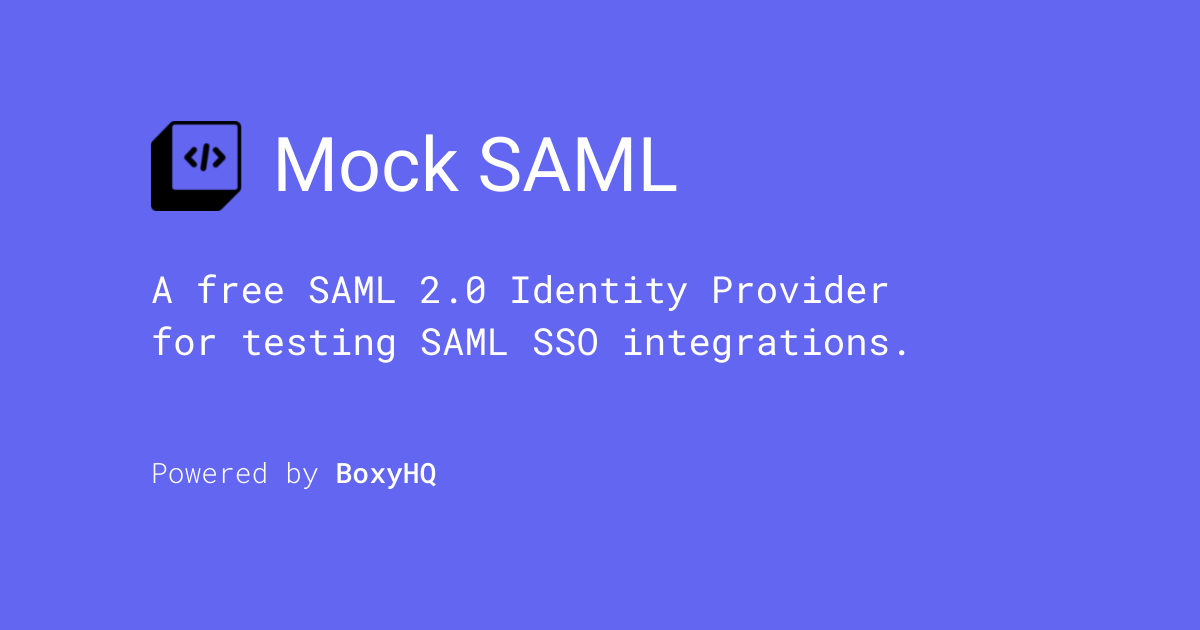 </>
Mock SAML
A free SAML 2.0 Identity Provider
for testing SAML SSO integrations.
Powered by BoxyHQ